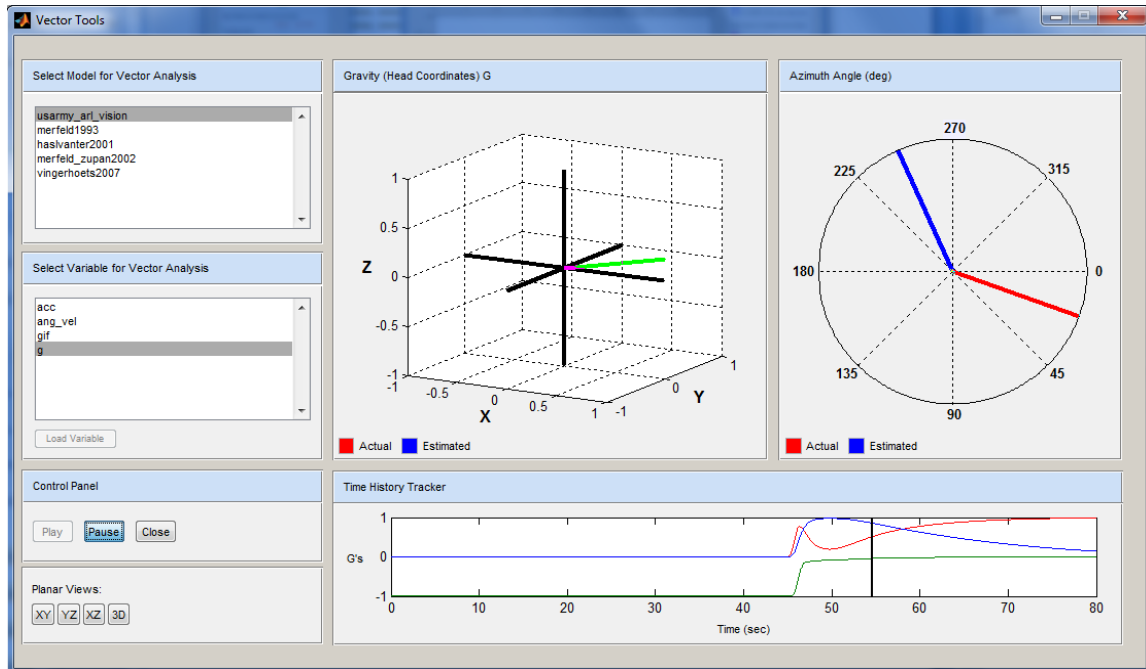 Vector Tools
Select Model for Vector Analysis
usarmy_arl_vision
merfeld1993
haslvanter2001
merfeld_zupan2002
vingerhoets2007
Select Variable for Vector Analysis
acc
ang_vel
gif
g
Load Variable
Control Panel
Play Pause Close
Planar Views:
XY YZ XZ 3D
Gravity (Head Coordinates) G
1
0.5
Z 0
-0.5
-1
-1 -0.5 0 0.5 1
X
-1 0 1
Y
Actual Estimated
Azimuth Angle (deg)
270
225 315
180 0
135 45
90
Actual Estimated
Time History Tracker
1
G's 0
-1
0 10 20 30 40 50 60 70 80
Time (sec)